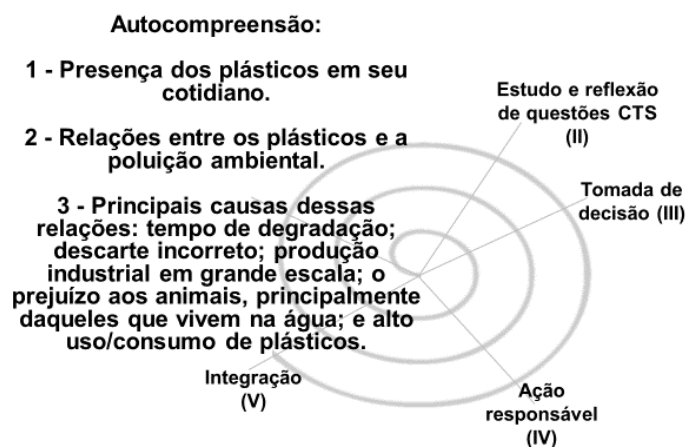 Autocompreensão:
1 - Presença dos plásticos em seu
cotidiano.
2 - Relações entre os plásticos e a
poluição ambiental.
3 - Principais causas dessas
relações: tempo de degradação;
descarte incorreto; produção
industrial em grande escala; o
prejuízo aos animais, principalmente
daqueles que vivem na água; e alto
uso/consumo de plásticos.
Estudo e reflexão
de questões CTS
(II)
Tomada de
decisão (III)
Ação
responsável
(IV)
Integração
(V)